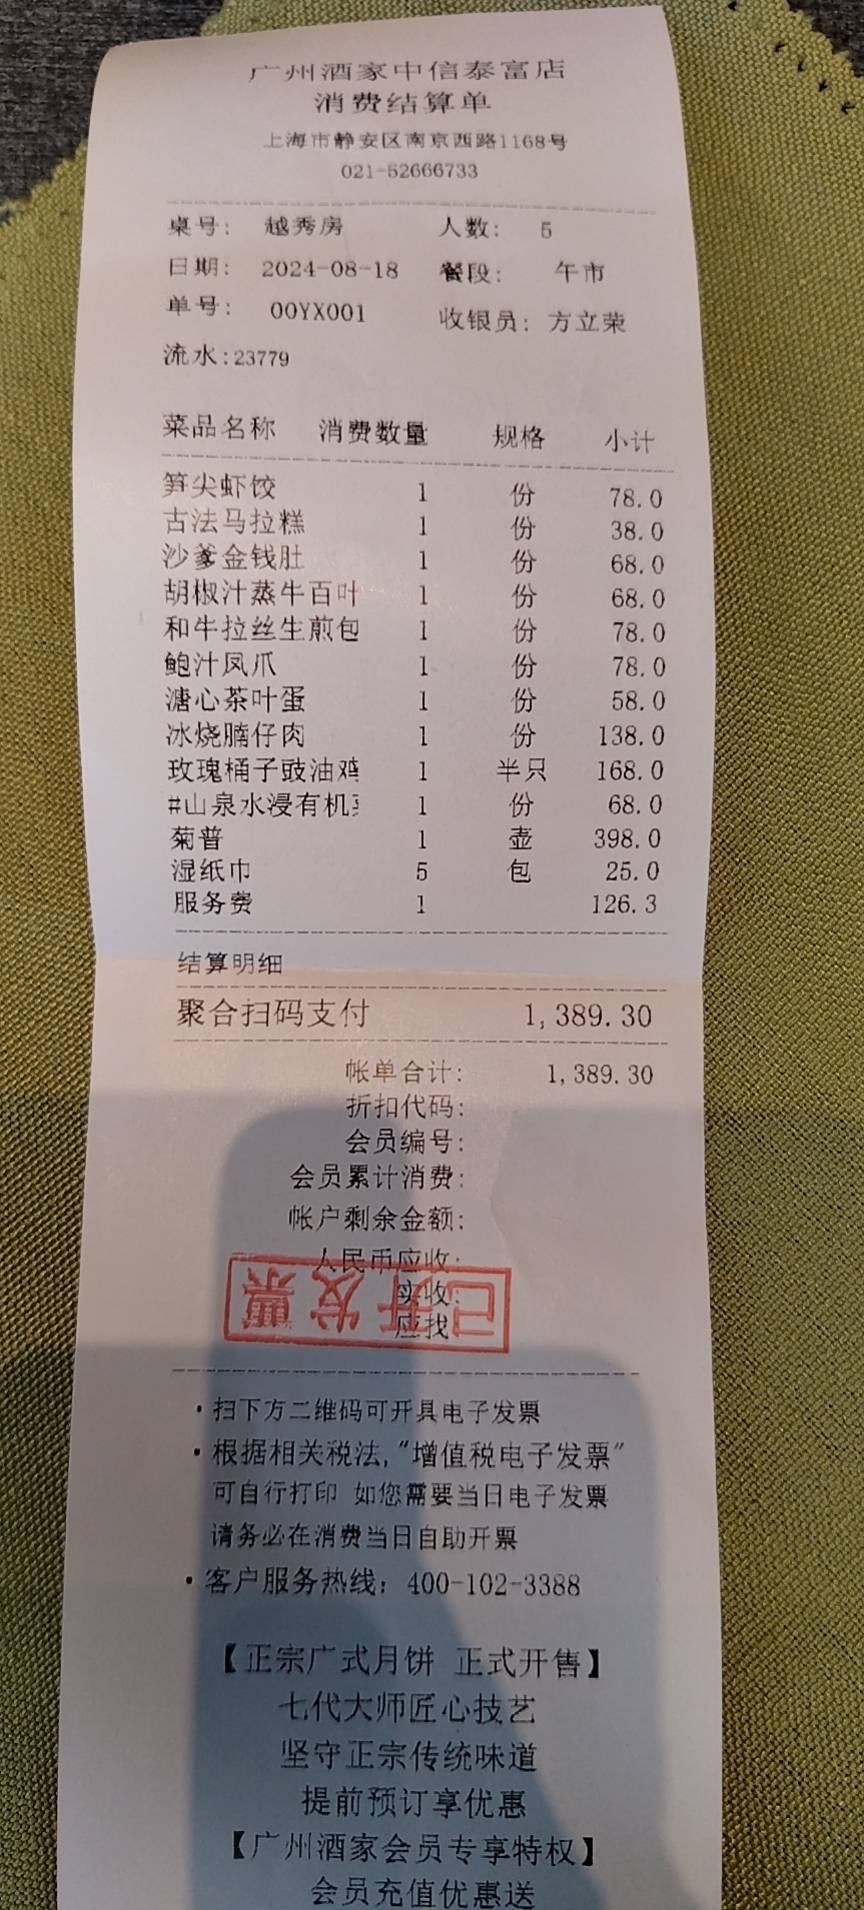 广州酒家中信泰富店
消费结算单
上海市静安区南京西路1168号
021-52666733
桌号: 越秀房 人数: 5
日期: 2024-08-18 餐段: 午市
单号: 00YX001 收银员: 方立荣
流水:23779
菜品名称 消费数量 规格 小计
笋尖虾饺 1 份 78.0
古法马拉糕 1 份 38.0
沙爹金钱肚 1 份 68.0
胡椒汁蒸牛百叶 1 份 68.0
和牛拉丝生煎包 1 份 78.0
鲍汁凤爪 1 份 78.0
溏心茶叶蛋 1 份 58.0
冰烧腩仔肉 1 份 138.0
玫瑰桶子豉油鸡 1 半只 168.0
#山泉水浸有机 1 份 68.0
菊普 1 壶 398.0
湿纸巾 5 包 25.0
服务费 1 126.3
结算明细
聚合扫码支付 1,389.30
帐单合计: 1,389.30
折扣代码:
会员编号:
会员累计消费:
帐户剩余金额:
人民币应收:
实收:
应找
已开发票
·扫下方二维码可开具电子发票
·根据相关税法,"增值税电子发票"
可自行打印 如您需要当日电子发票
请务必在消费当日自助开票
·客户服务热线: 400-102-3388
【正宗广式月饼 正式开售】
七代大师匠心技艺
坚守正宗传统味道
提前预订享优惠
【广州酒家会员专享特权】
会员充值优惠送